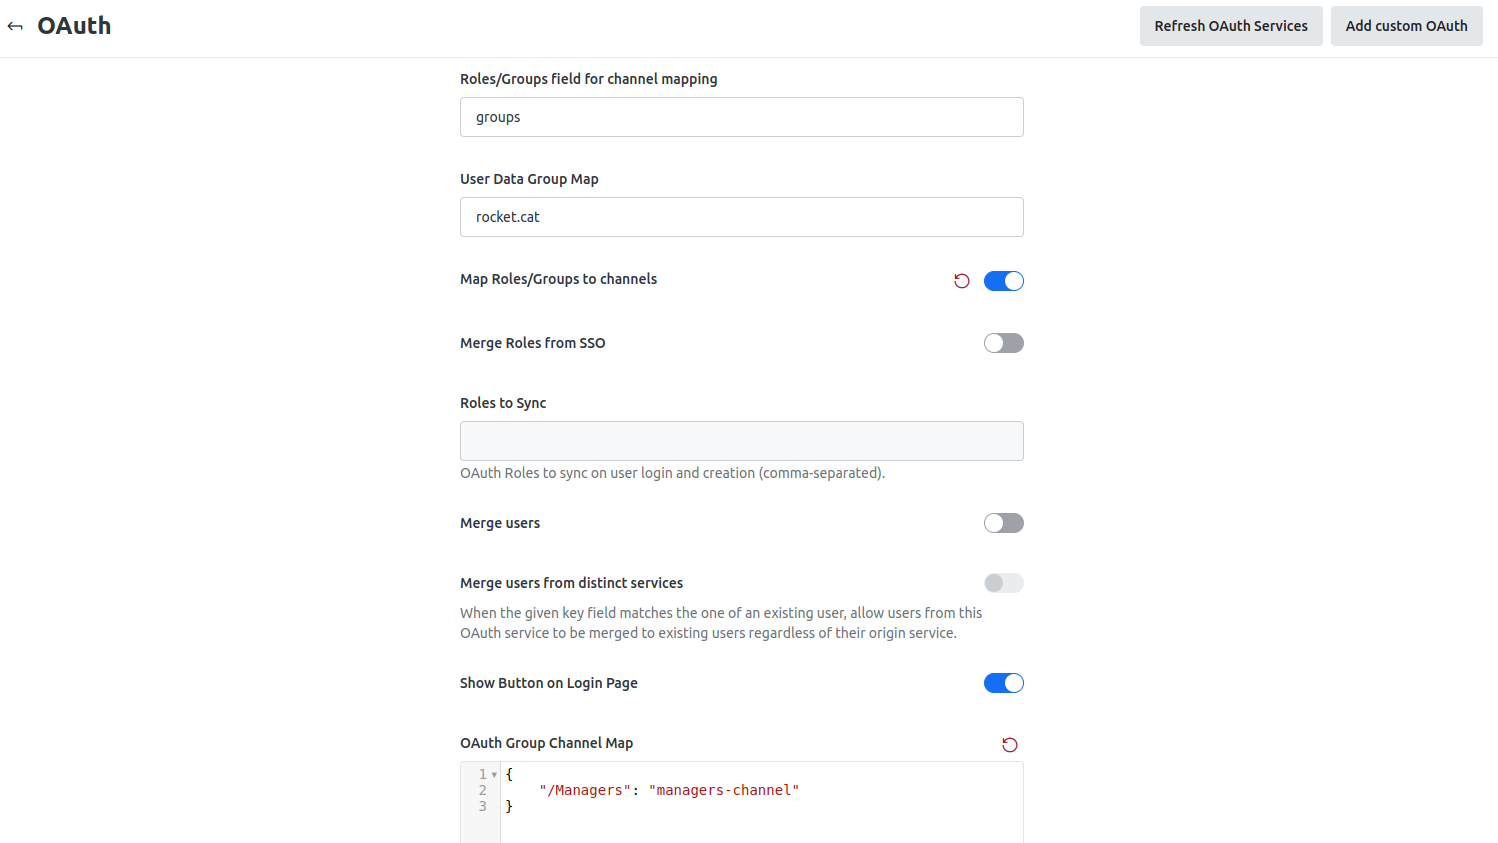 OAuth
Refresh OAuth Services
Add custom OAuth
Roles/Groups field for channel mapping
groups
User Data Group Map
rocket.cat
Map Roles/Groups to channels
Merge Roles from SSO
Roles to Sync
OAuth Roles to sync on user login and creation (comma-separated).
Merge users
Merge users from distinct services
When the given key field matches the one of an existing user, allow users from this
OAuth service to be merged to existing users regardless of their origin service.
Show Button on Login Page
OAuth Group Channel Map
1 {
2 "/Managers": "managers-channel"
3 }